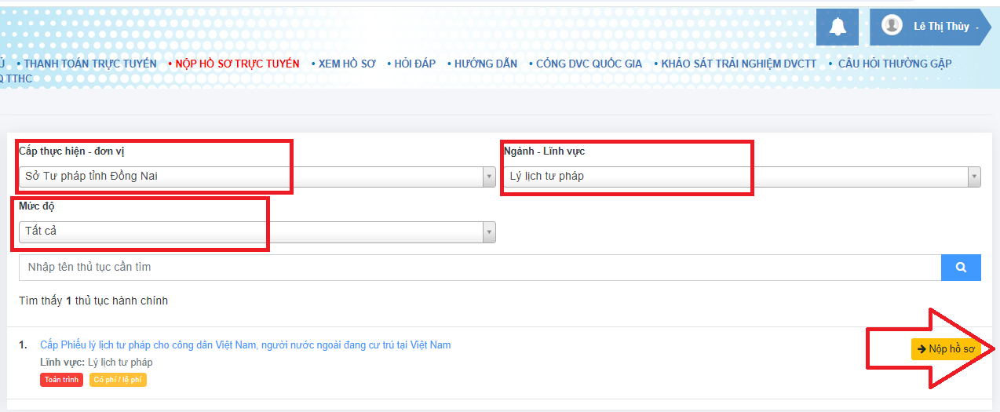 Lê Thị Thùy
Ủ • THANH TOÁN TRỰC TUYẾN • NỘP HỒ SƠ TRỰC TUYẾN • XEM HỒ SƠ • HỎI ĐÁP • HƯỚNG DẪN • CỔNG DVC QUỐC GIA • KHẢO SÁT TRẢI NGHIỆM DVCTT • CÂU HỎI THƯỜNG GẶP
Q TTHC
Cấp thực hiện - đơn vị
Sở Tư pháp tỉnh Đồng Nai
Ngành - Lĩnh vực
Lý lịch tư pháp
Mức độ
Tất cả
Nhập tên thủ tục cần tìm
Tìm thấy 1 thủ tục hành chính
1. Cấp Phiếu lý lịch tư pháp cho công dân Việt Nam, người nước ngoài đang cư trú tại Việt Nam
Lĩnh vực: Lý lịch tư pháp
Toàn trình Có phí / lệ phí
Nộp hồ sơ